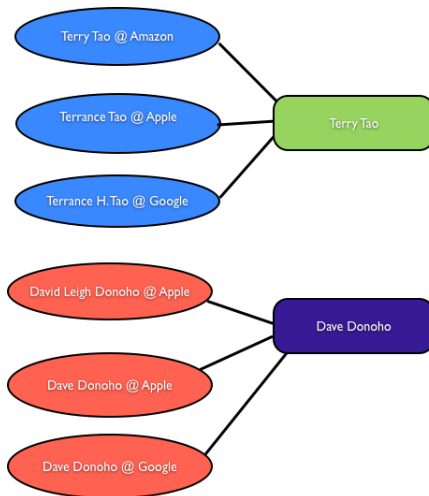 Terry Tao @ Amazon
Terrance Tao @ Apple
Terry Tao
Terrance H. Tao @ Google
David Leigh Donoho @ Apple
Dave Donoho
Dave Donoho @ Apple
Dave Donoho @ Google